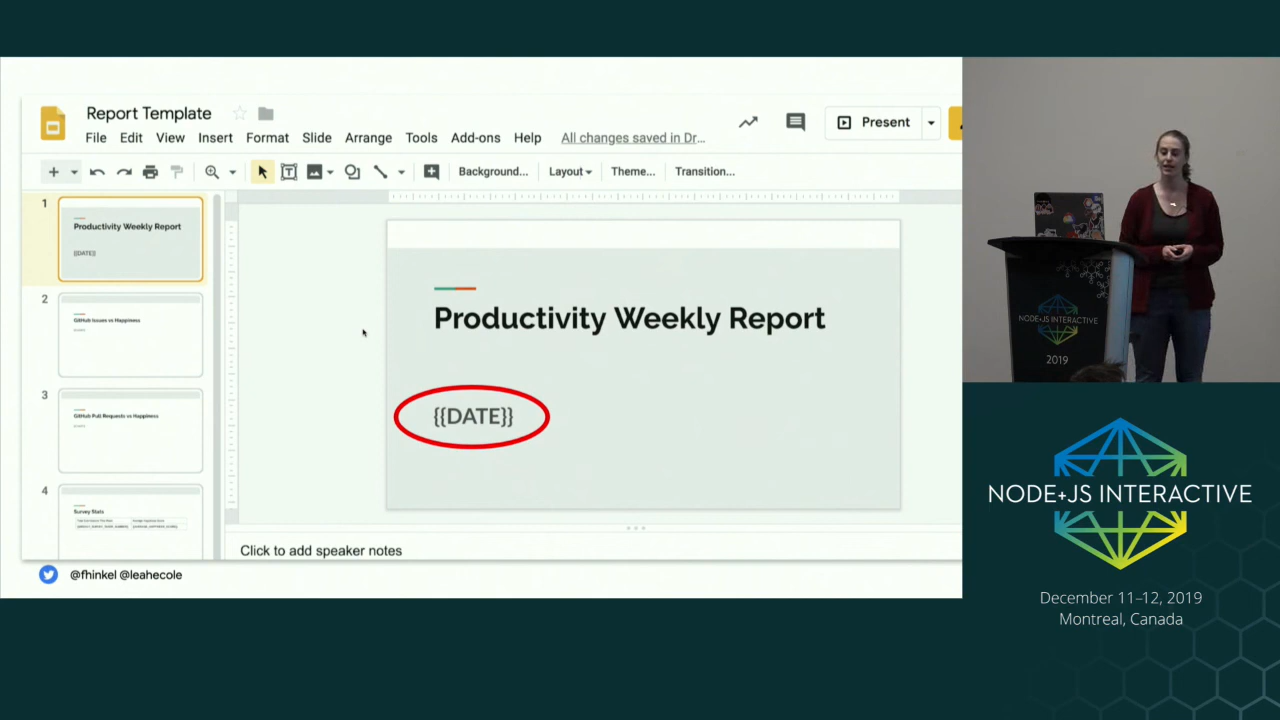 Report Template
File Edit View Insert Format Slide Arrange Tools Add-ons Help All changes saved in Dr...
Present
Background... Layout Theme... Transition...
1
Productivity Weekly Report
{{DATE}}
2
GitHub Issues vs Happiness
3
GitHub Pull Requests vs Happiness
4
Survey Stats
Productivity Weekly Report
{{DATE}}
Click to add speaker notes
@fhinkel @leahecole
NODE+JS INTERACTIVE
2019
NODE+JS INTERACTIVE
December 11–12, 2019
Montreal, Canada